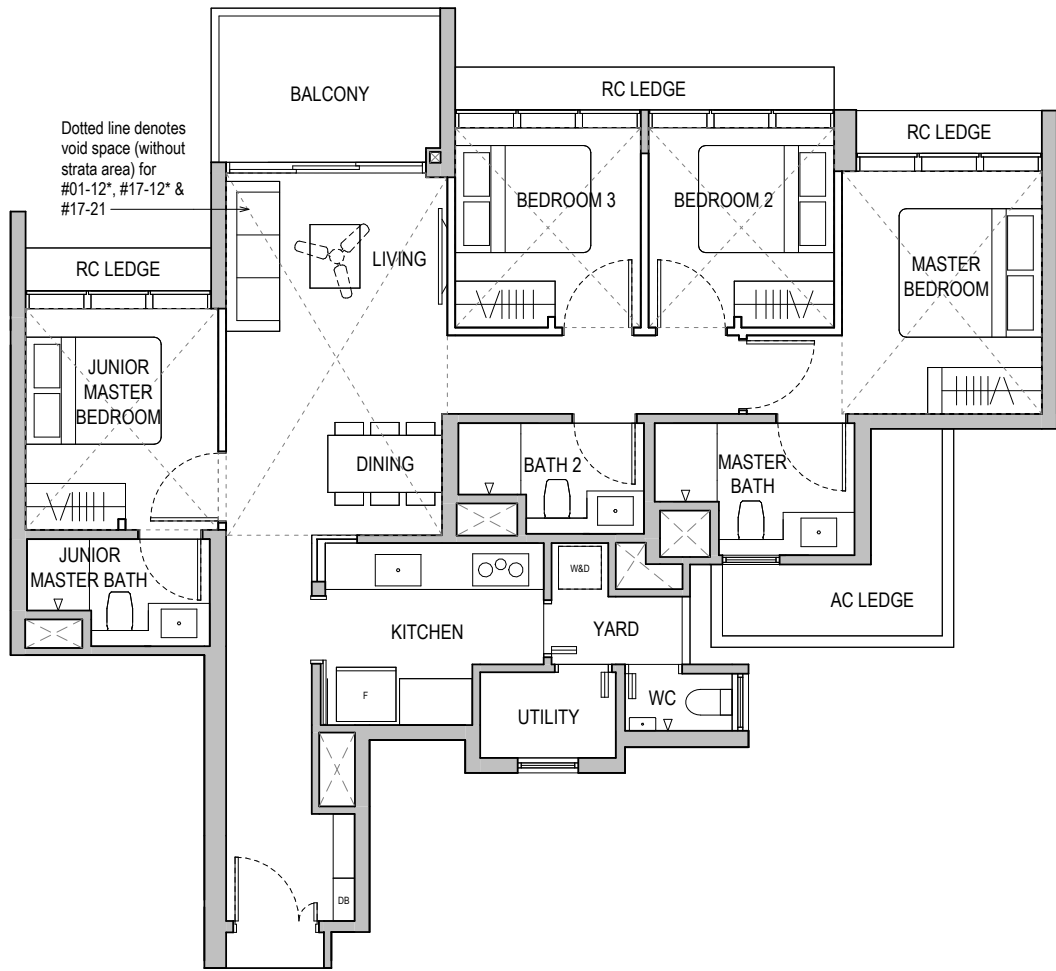 BALCONY
RC LEDGE
RC LEDGE
Dotted line denotes
void space (without
strata area) for
#01-12*, #17-12* &
#17-21
BEDROOM 3
BEDROOM 2
LIVING
MASTER
BEDROOM
RC LEDGE
JUNIOR
MASTER
BEDROOM
DINING
BATH 2
MASTER
BATH
JUNIOR
MASTER BATH
W&D
AC LEDGE
KITCHEN
YARD
F
WC
UTILITY
DB